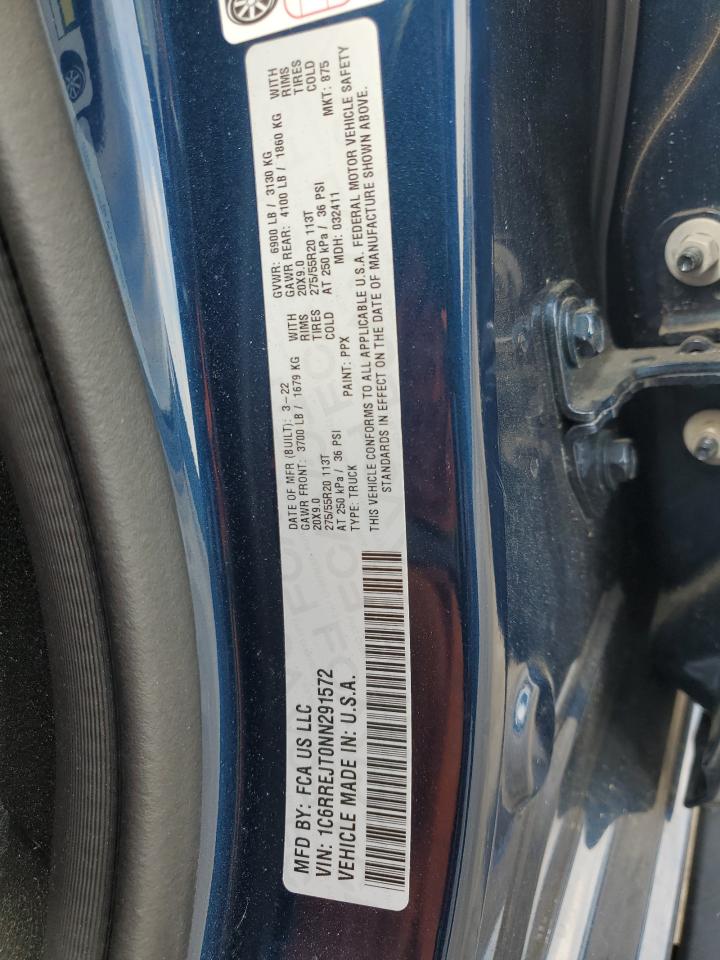 MFD BY: FCA US LLC
VIN: 1C6RREJT0NN291572
VEHICLE MADE IN: U.S.A.
DATE OF MFR (BUILT): 3-22 GVWR: 6900 LB / 3130 KG
GAWR FRONT: 3700 LB / 1679 KG WITH GAWR REAR: 4100 LB / 1860 KG WITH
20X9.0 RIMS 20X9.0 RIMS
275/55R20 113T TIRES 275/55R20 113T TIRES
AT 250 kPa / 36 PSI COLD AT 250 kPa / 36 PSI COLD
TYPE: TRUCK PAINT: PPX MDH: 032411 MKT: 875
THIS VEHICLE CONFORMS TO ALL APPLICABLE U.S.A. FEDERAL MOTOR VEHICLE SAFETY
STANDARDS IN EFFECT ON THE DATE OF MANUFACTURE SHOWN ABOVE.